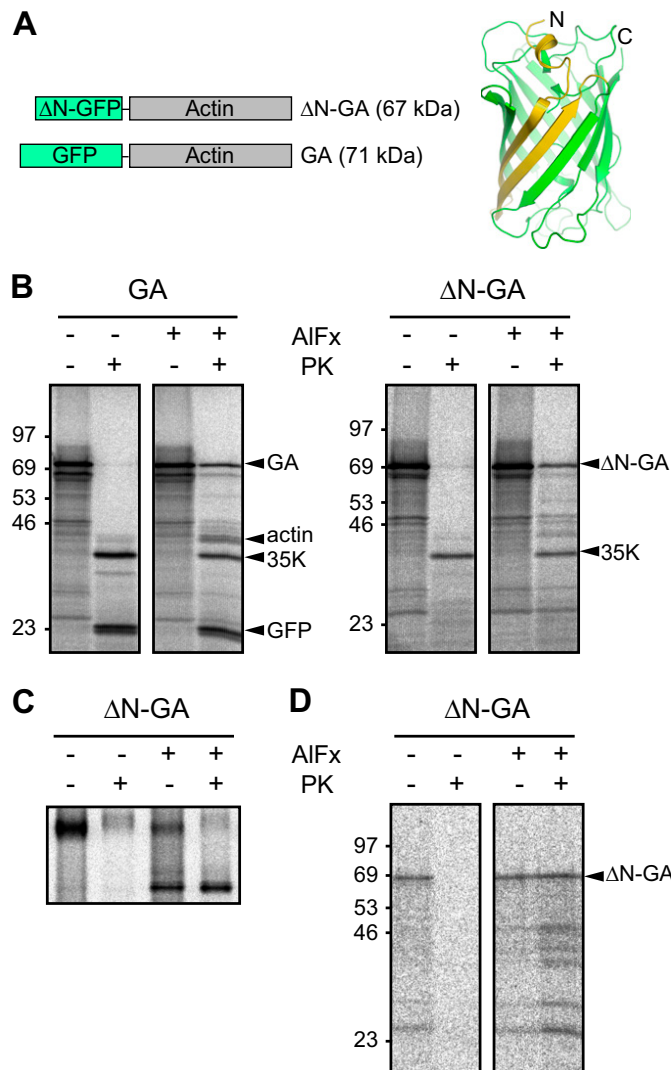 A
N
C
ΔN-GFP
Actin
ΔN-GA (67 kDa)
GFP
Actin
GA (71 kDa)
B
GA
ΔN-GA
- - + + AlFx - - + +
- + - + PK - + - +
97
69
53
46
23
GA
actin
35K
GFP
97
69
53
46
23
ΔN-GA
35K
C
ΔN-GA
D
ΔN-GA
- - + + AlFx - - + +
- + - + PK - + - +
97
69
53
46
23
ΔN-GA